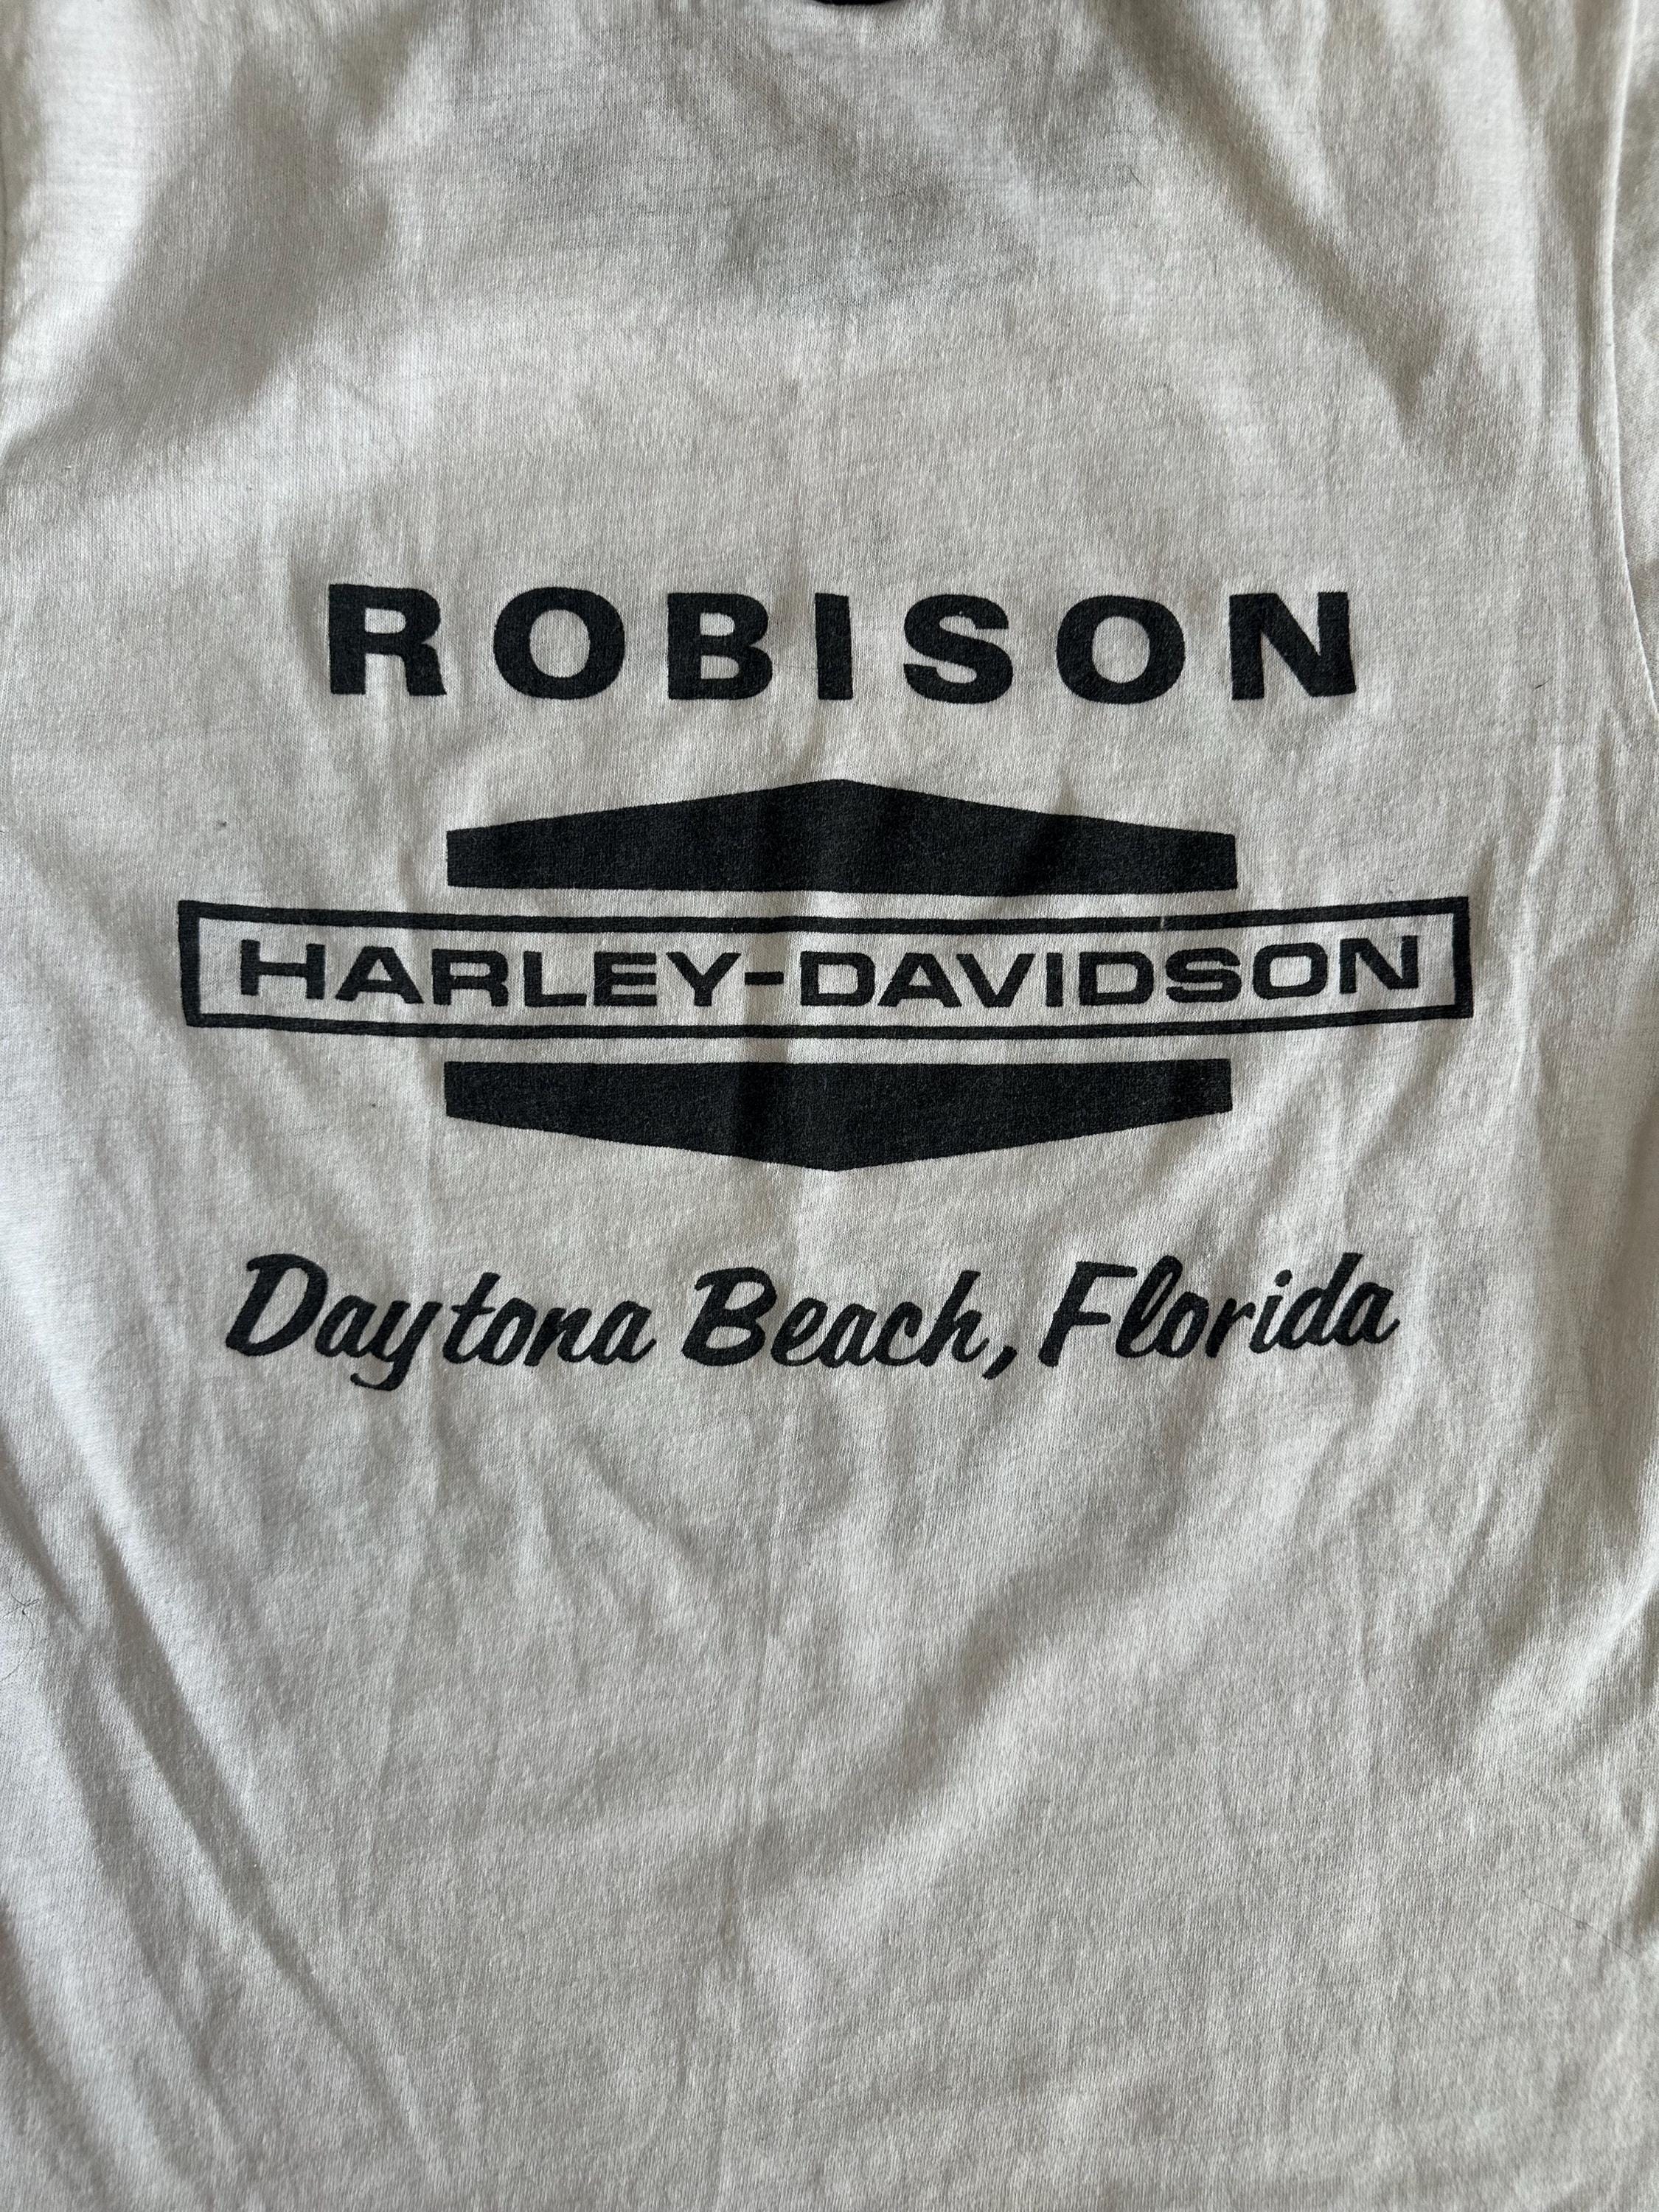 ROBISON
HARLEY-DAVIDSON
Daytona Beach, Florida